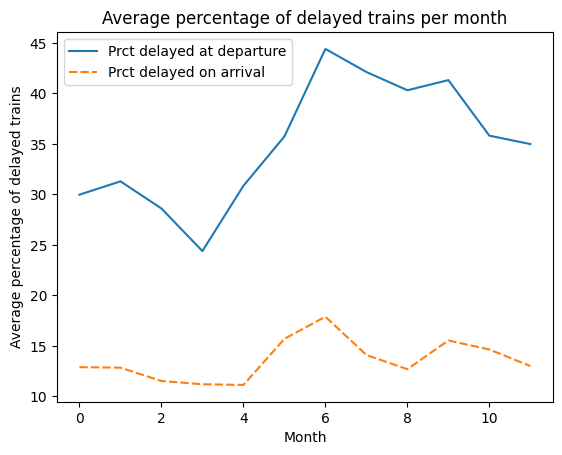 Average percentage of delayed trains per month
Prct delayed at departure
Prct delayed on arrival
Average percentage of delayed trains
45
40
35
30
25
20
15
10
0 2 4 6 8 10
Month